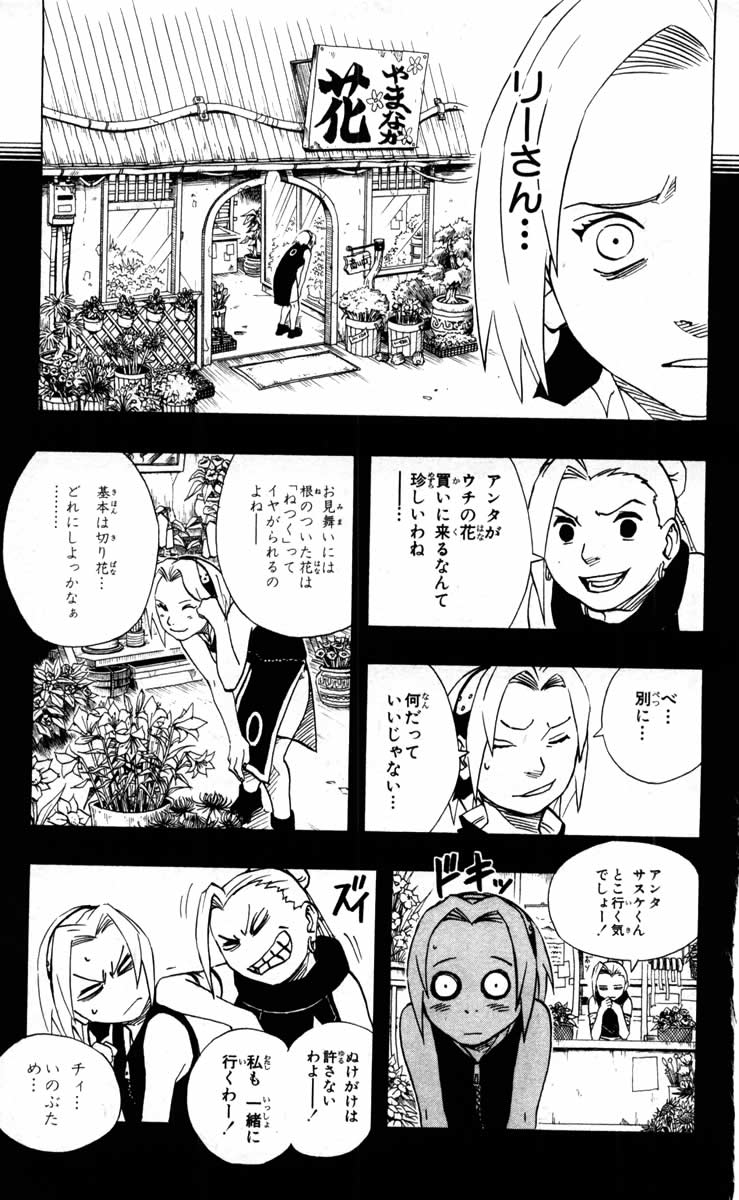 リーさん…
やまなか
花
アンタが
ウチの花
買いに来るなんて
珍しいわね
――
お見舞いには
根のついた花は
「ねつく」って
イヤがられるの
よね――
基本は切り花…
どれにしよっかなぁ
………
べ…
別に…
何だって
いいじゃない…
アンタ
サスケくん
とこ行く気
でしょー!
ドキッ
ズイ
ぬけがけは
許さない
わよー!
私も一緒に
行くわー!
チィ…
いのぶた
め…